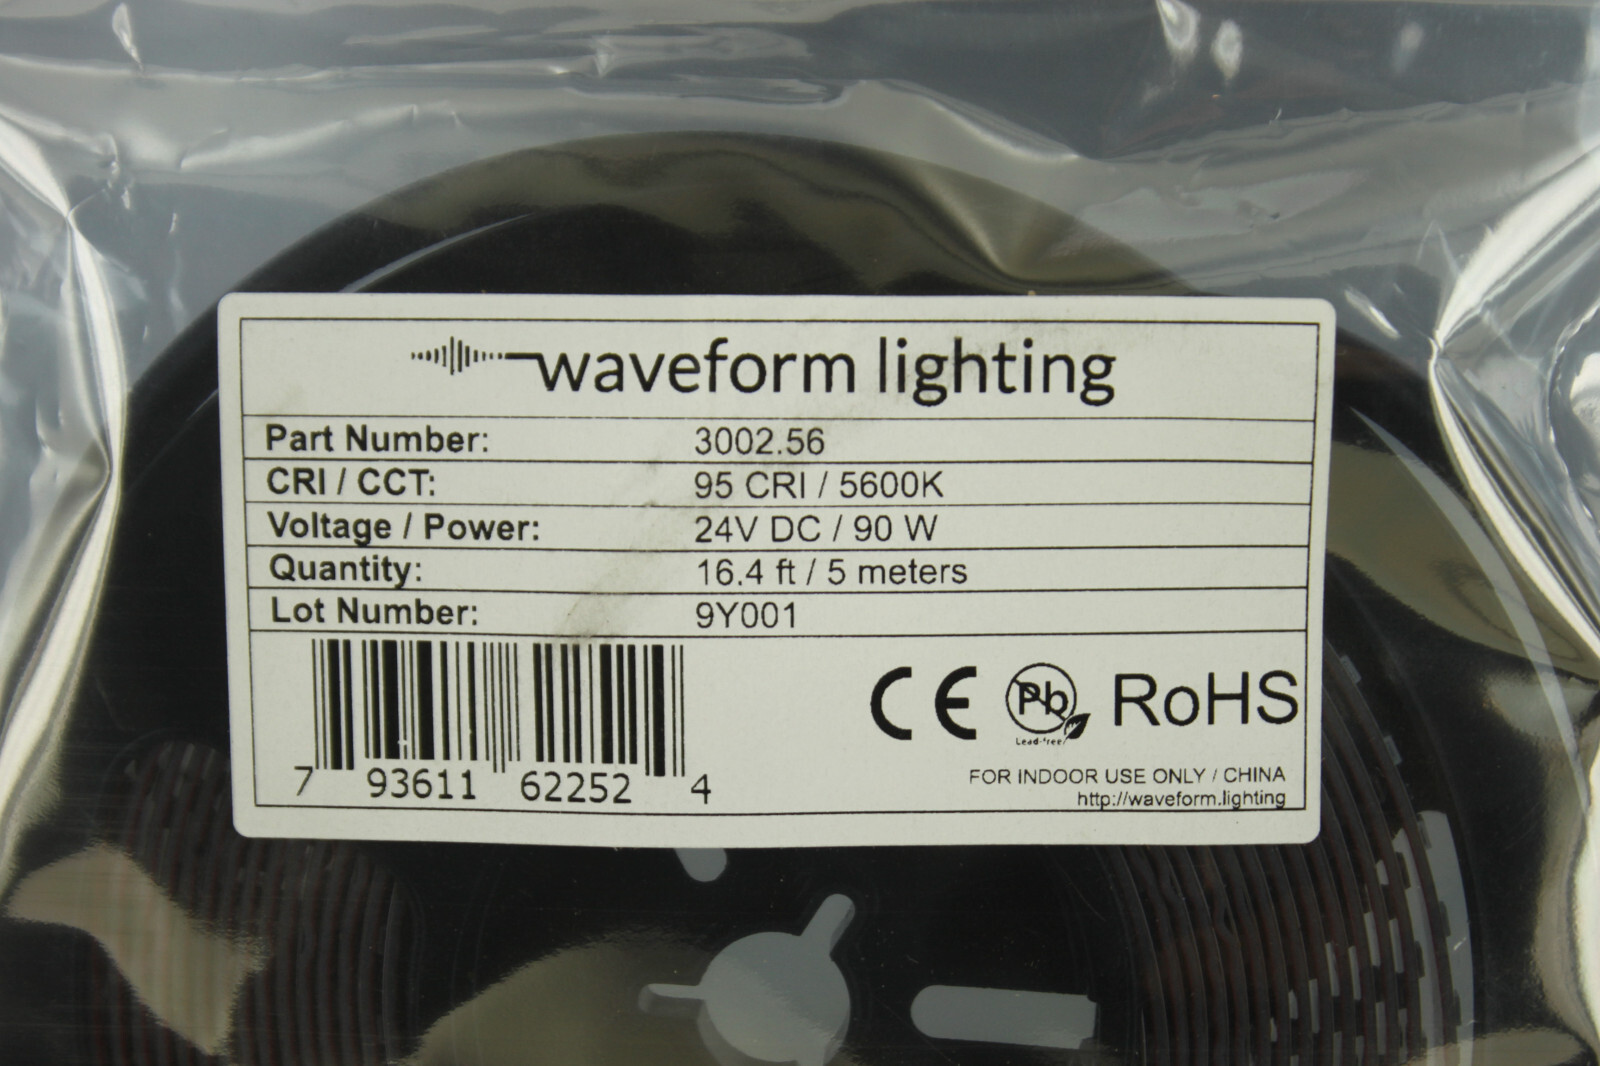 waveform lighting
Part Number: 3002.56
CRI / CCT: 95 CRI / 5600K
Voltage / Power: 24V DC / 90 W
Quantity: 16.4 ft / 5 meters
Lot Number: 9Y001
CE Pb RoHS
Lead-free
7 93611 62252 4
FOR INDOOR USE ONLY / CHINA
http://waveform.lighting